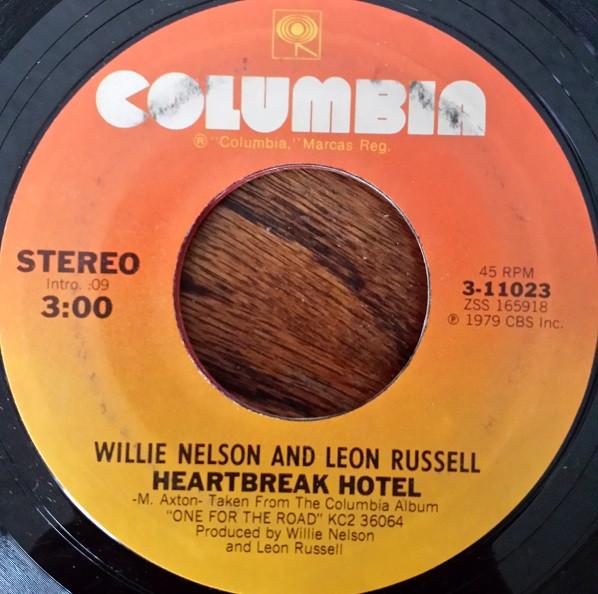 COLUMBIA
® "Columbia," Marcas Reg.
STEREO
Intro. :09
3:00
45 RPM
3-11023
ZSS 165918
℗ 1979 CBS Inc.
WILLIE NELSON AND LEON RUSSELL
HEARTBREAK HOTEL
-M. Axton- Taken From The Columbia Album
"ONE FOR THE ROAD" KC2 36064
Produced by Willie Nelson
and Leon Russell